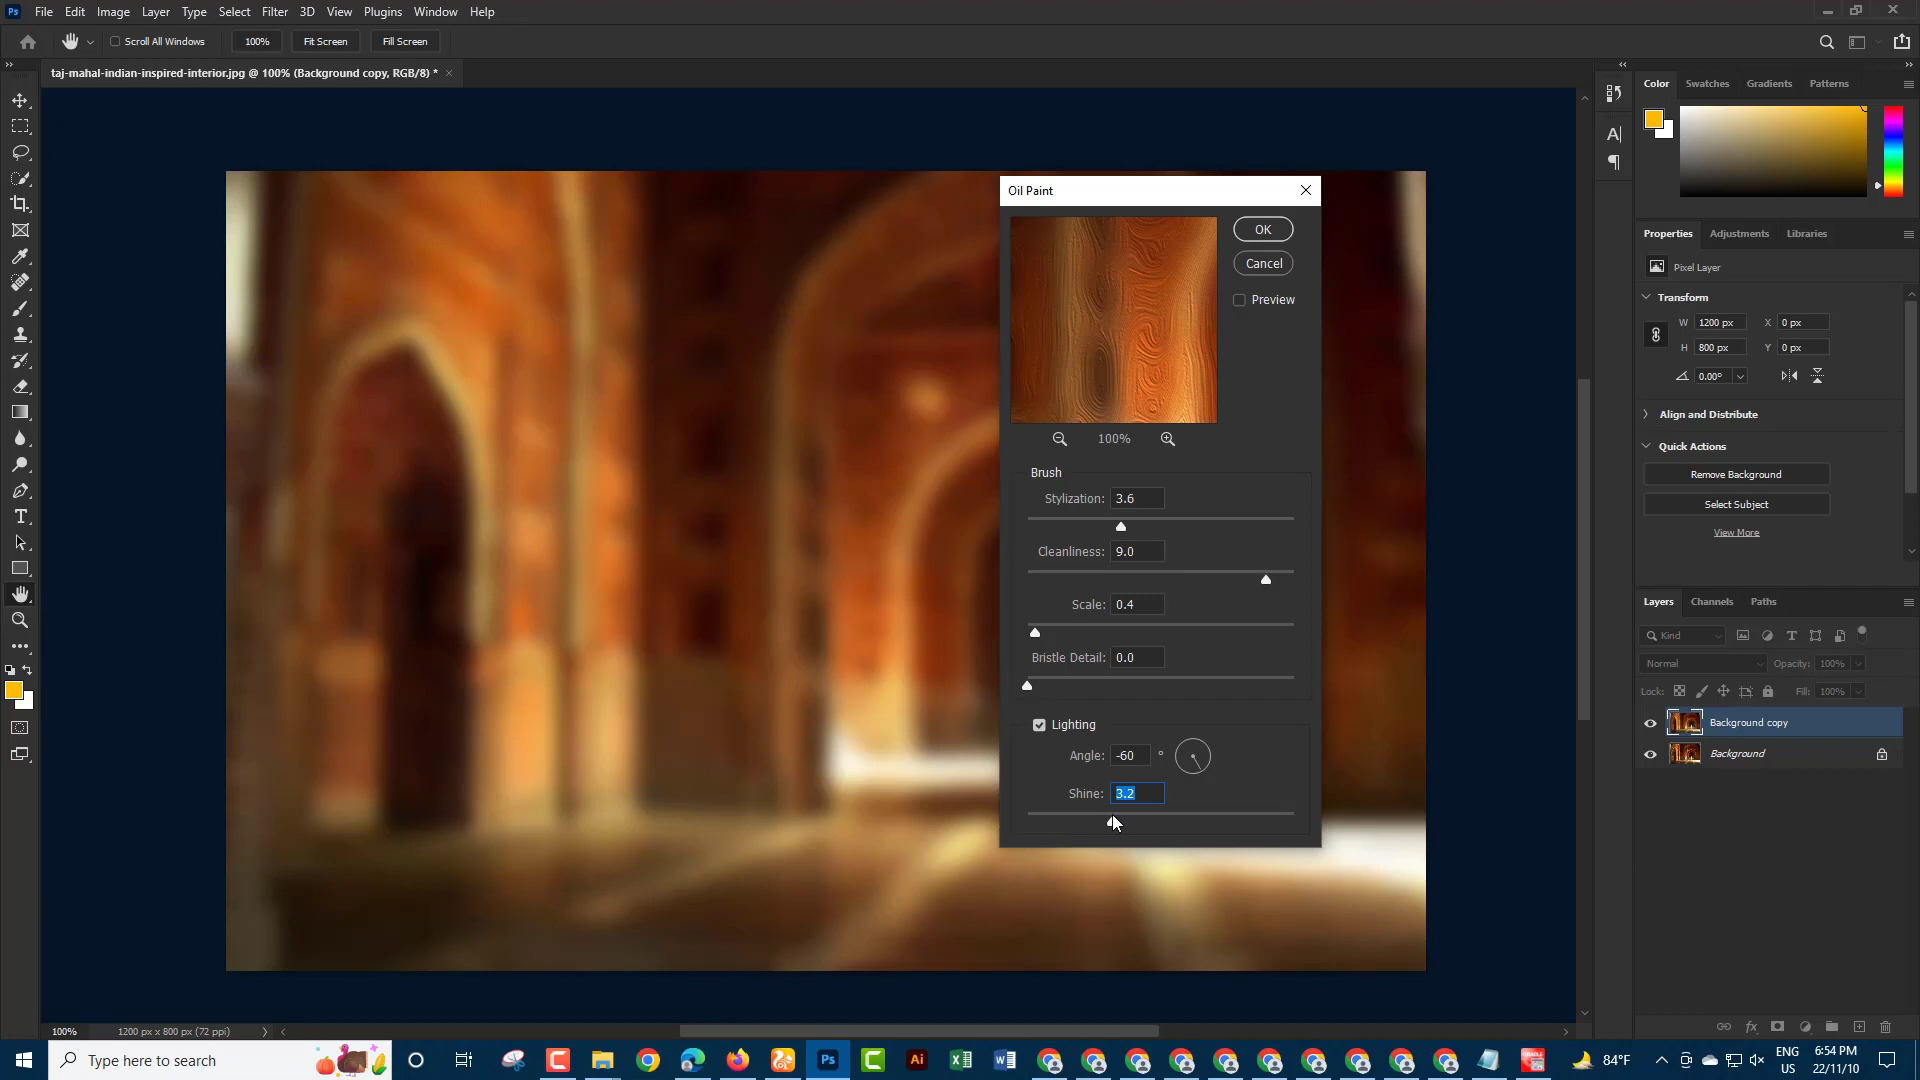 Ps File Edit Image Layer Type Select Filter 3D View Plugins Window Help
Scroll All Windows 100% Fit Screen Fill Screen
taj-mahal-indian-inspired-interior.jpg @ 100% (Background copy, RGB/8) *
Color Swatches Gradients Patterns
Oil Paint
OK
Cancel
Preview
100%
Brush
Stylization: 3.6
Cleanliness: 9.0
Scale: 0.4
Bristle Detail: 0.0
Lighting
Angle: -60 °
Shine: 3.2
Properties Adjustments Libraries
Pixel Layer
Transform
W 1200 px X 0 px
H 800 px Y 0 px
0.00°
Align and Distribute
Quick Actions
Remove Background
Select Subject
View More
Layers Channels Paths
Kind
Normal Opacity: 100%
Lock: Fill: 100%
Background copy
Background
100% 1200 px x 800 px (72 ppi)
Type here to search
Ps
Ai
84°F
ENG
US
6:54 PM
22/11/10